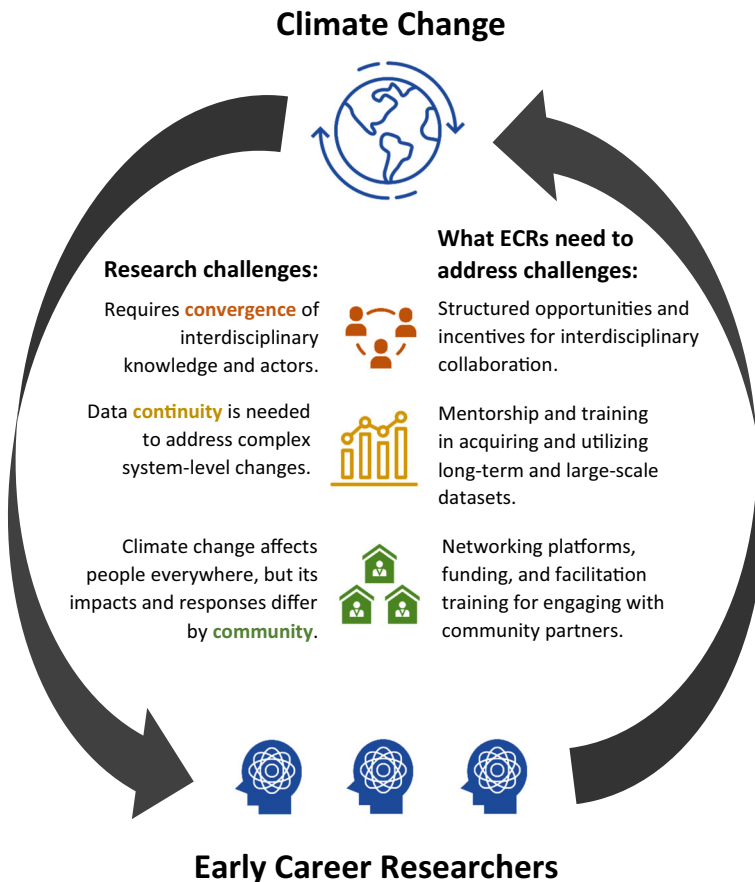 Climate Change
Research challenges:
Requires convergence of
interdisciplinary
knowledge and actors.
Data continuity is needed
to address complex
system-level changes.
Climate change affects
people everywhere, but its
impacts and responses differ
by community.
What ECRs need to
address challenges:
Structured opportunities and
incentives for interdisciplinary
collaboration.
Mentorship and training
in acquiring and utilizing
long-term and large-scale
datasets.
Networking platforms,
funding, and facilitation
training for engaging with
community partners.
Early Career Researchers